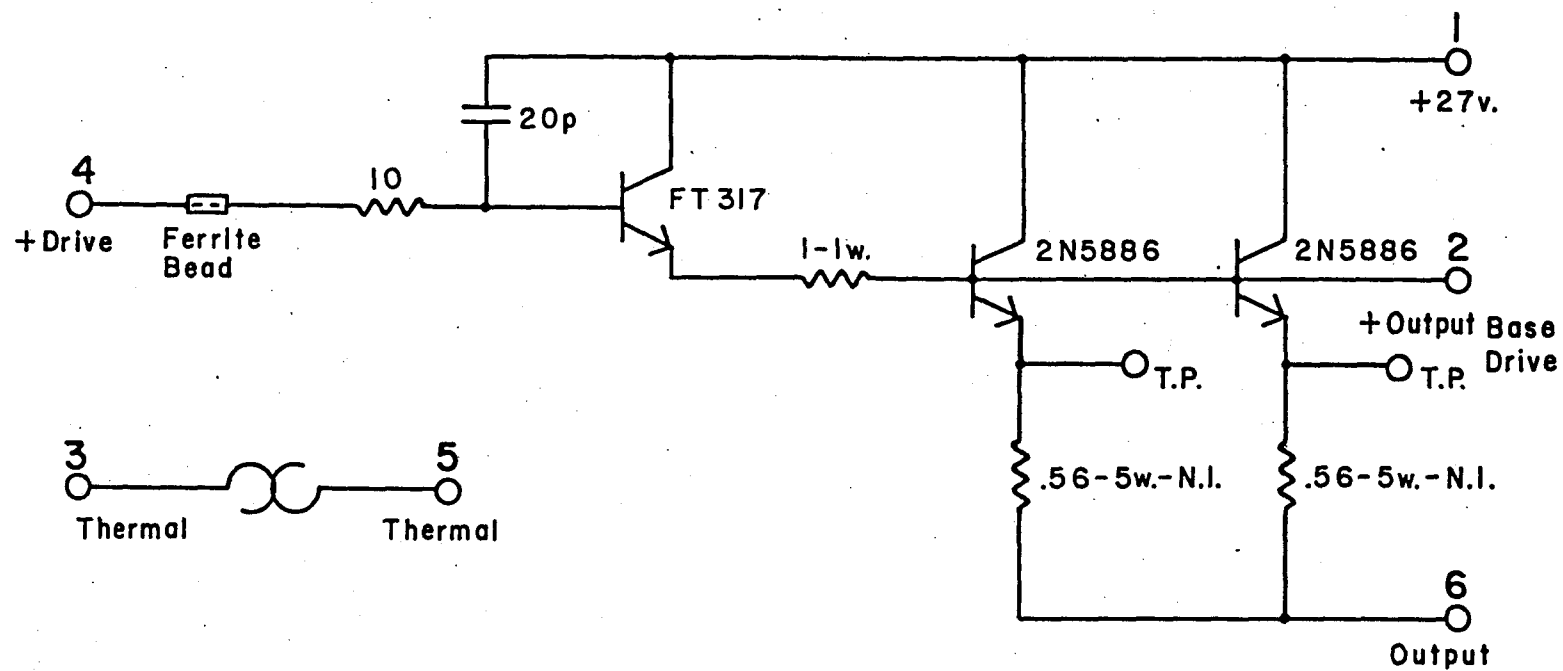 1
+27v.
20p
4
10
FT 317
+Drive
Ferrite
Bead
1-1w.
2N5886
2N5886
2
+Output Base
Drive
T.P.
T.P.
3
5
Thermal
Thermal
.56-5w.-N.I.
.56-5w.-N.I.
6
Output